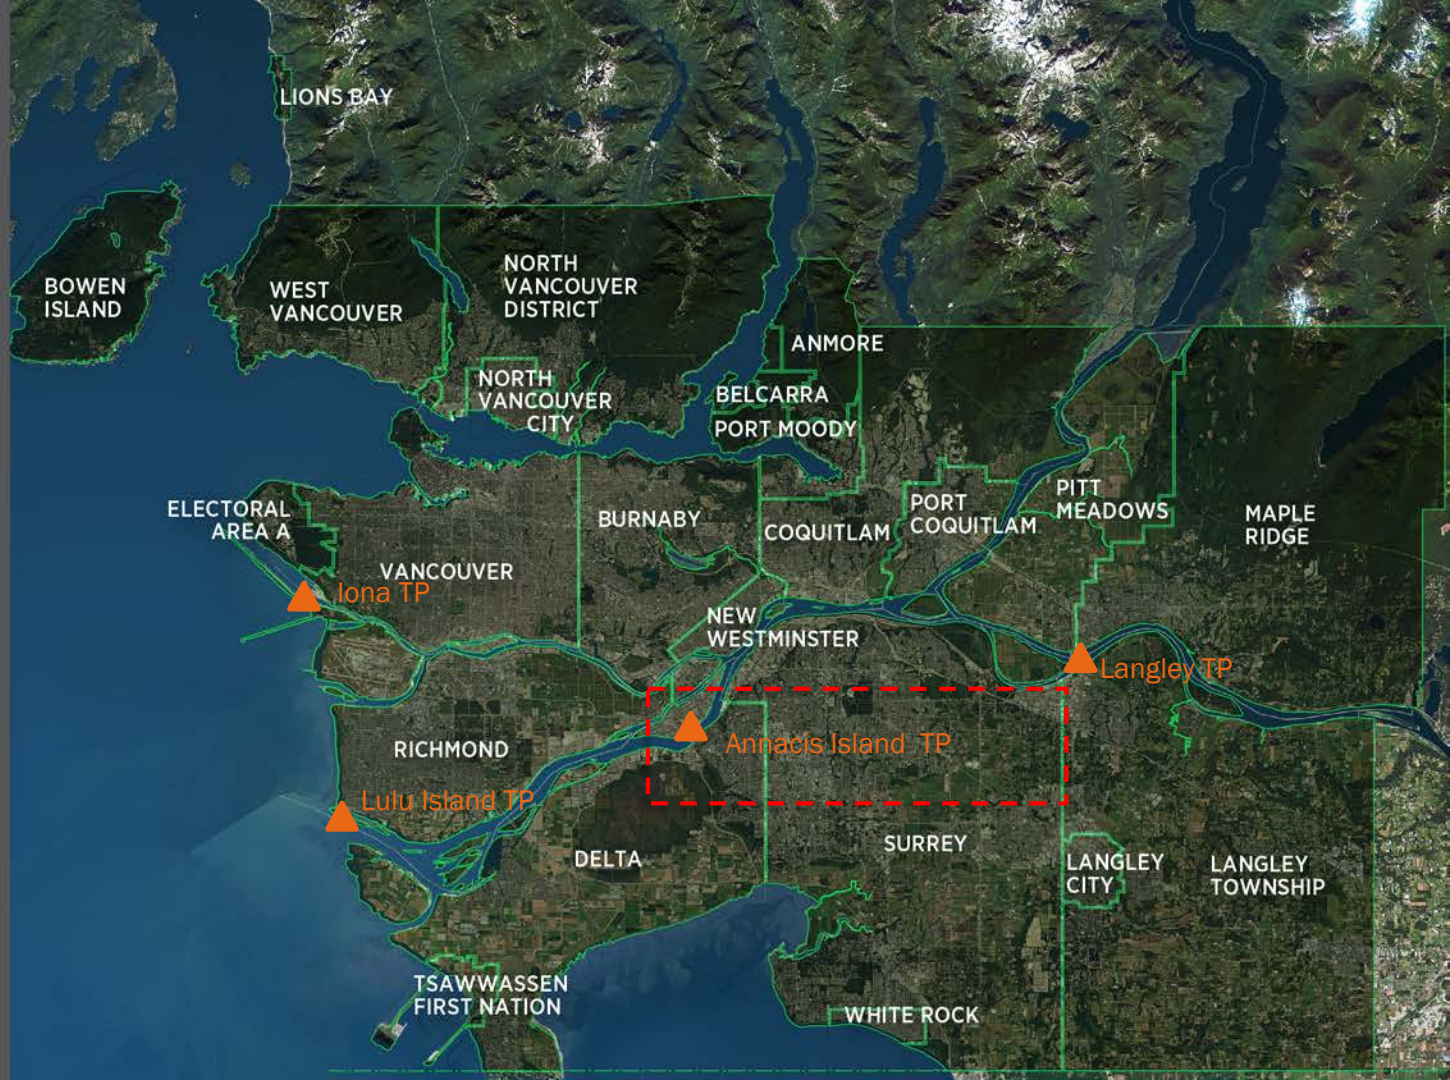 LIONS BAY
BOWEN
ISLAND
WEST
VANCOUVER
NORTH
VANCOUVER
DISTRICT
ANMORE
NORTH
VANCOUVER
CITY
BELCARRA
PORT MOODY
ELECTORAL
AREA A
VANCOUVER
BURNABY
COQUITLAM
PORT
COQUITLAM
PITT
MEADOWS
MAPLE
RIDGE
Iona TP
NEW
WESTMINSTER
Langley TP
RICHMOND
Annacis Island TP
Lulu Island TP
DELTA
SURREY
LANGLEY
CITY
LANGLEY
TOWNSHIP
TSAWWASSEN
FIRST NATION
WHITE ROCK